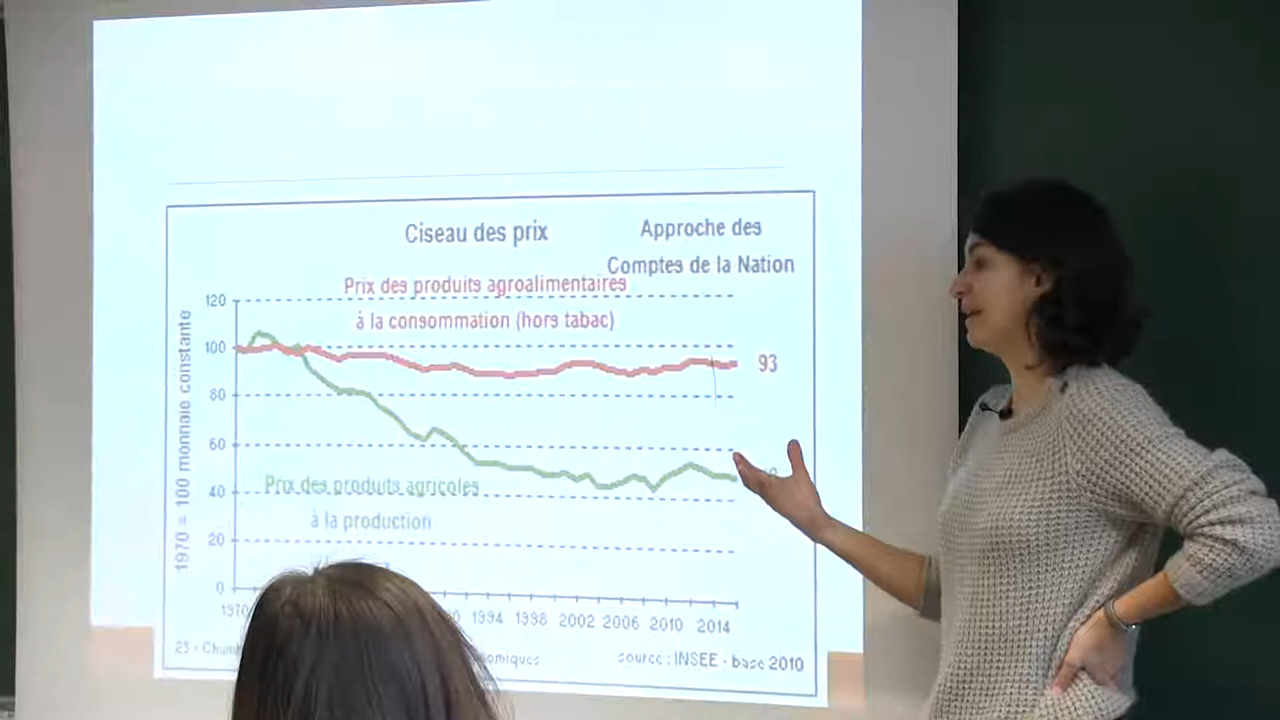 Ciseau des prix
Approche des
Comptes de la Nation
Prix des produits agroalimentaires
à la consommation (hors tabac)
120
100
80
60
40
20
0
1970 = 100 monnaie constante
93
Prix des produits agricoles
à la production
1970
1994 1998 2002 2006 2010 2014
source : INSEE - base 2010